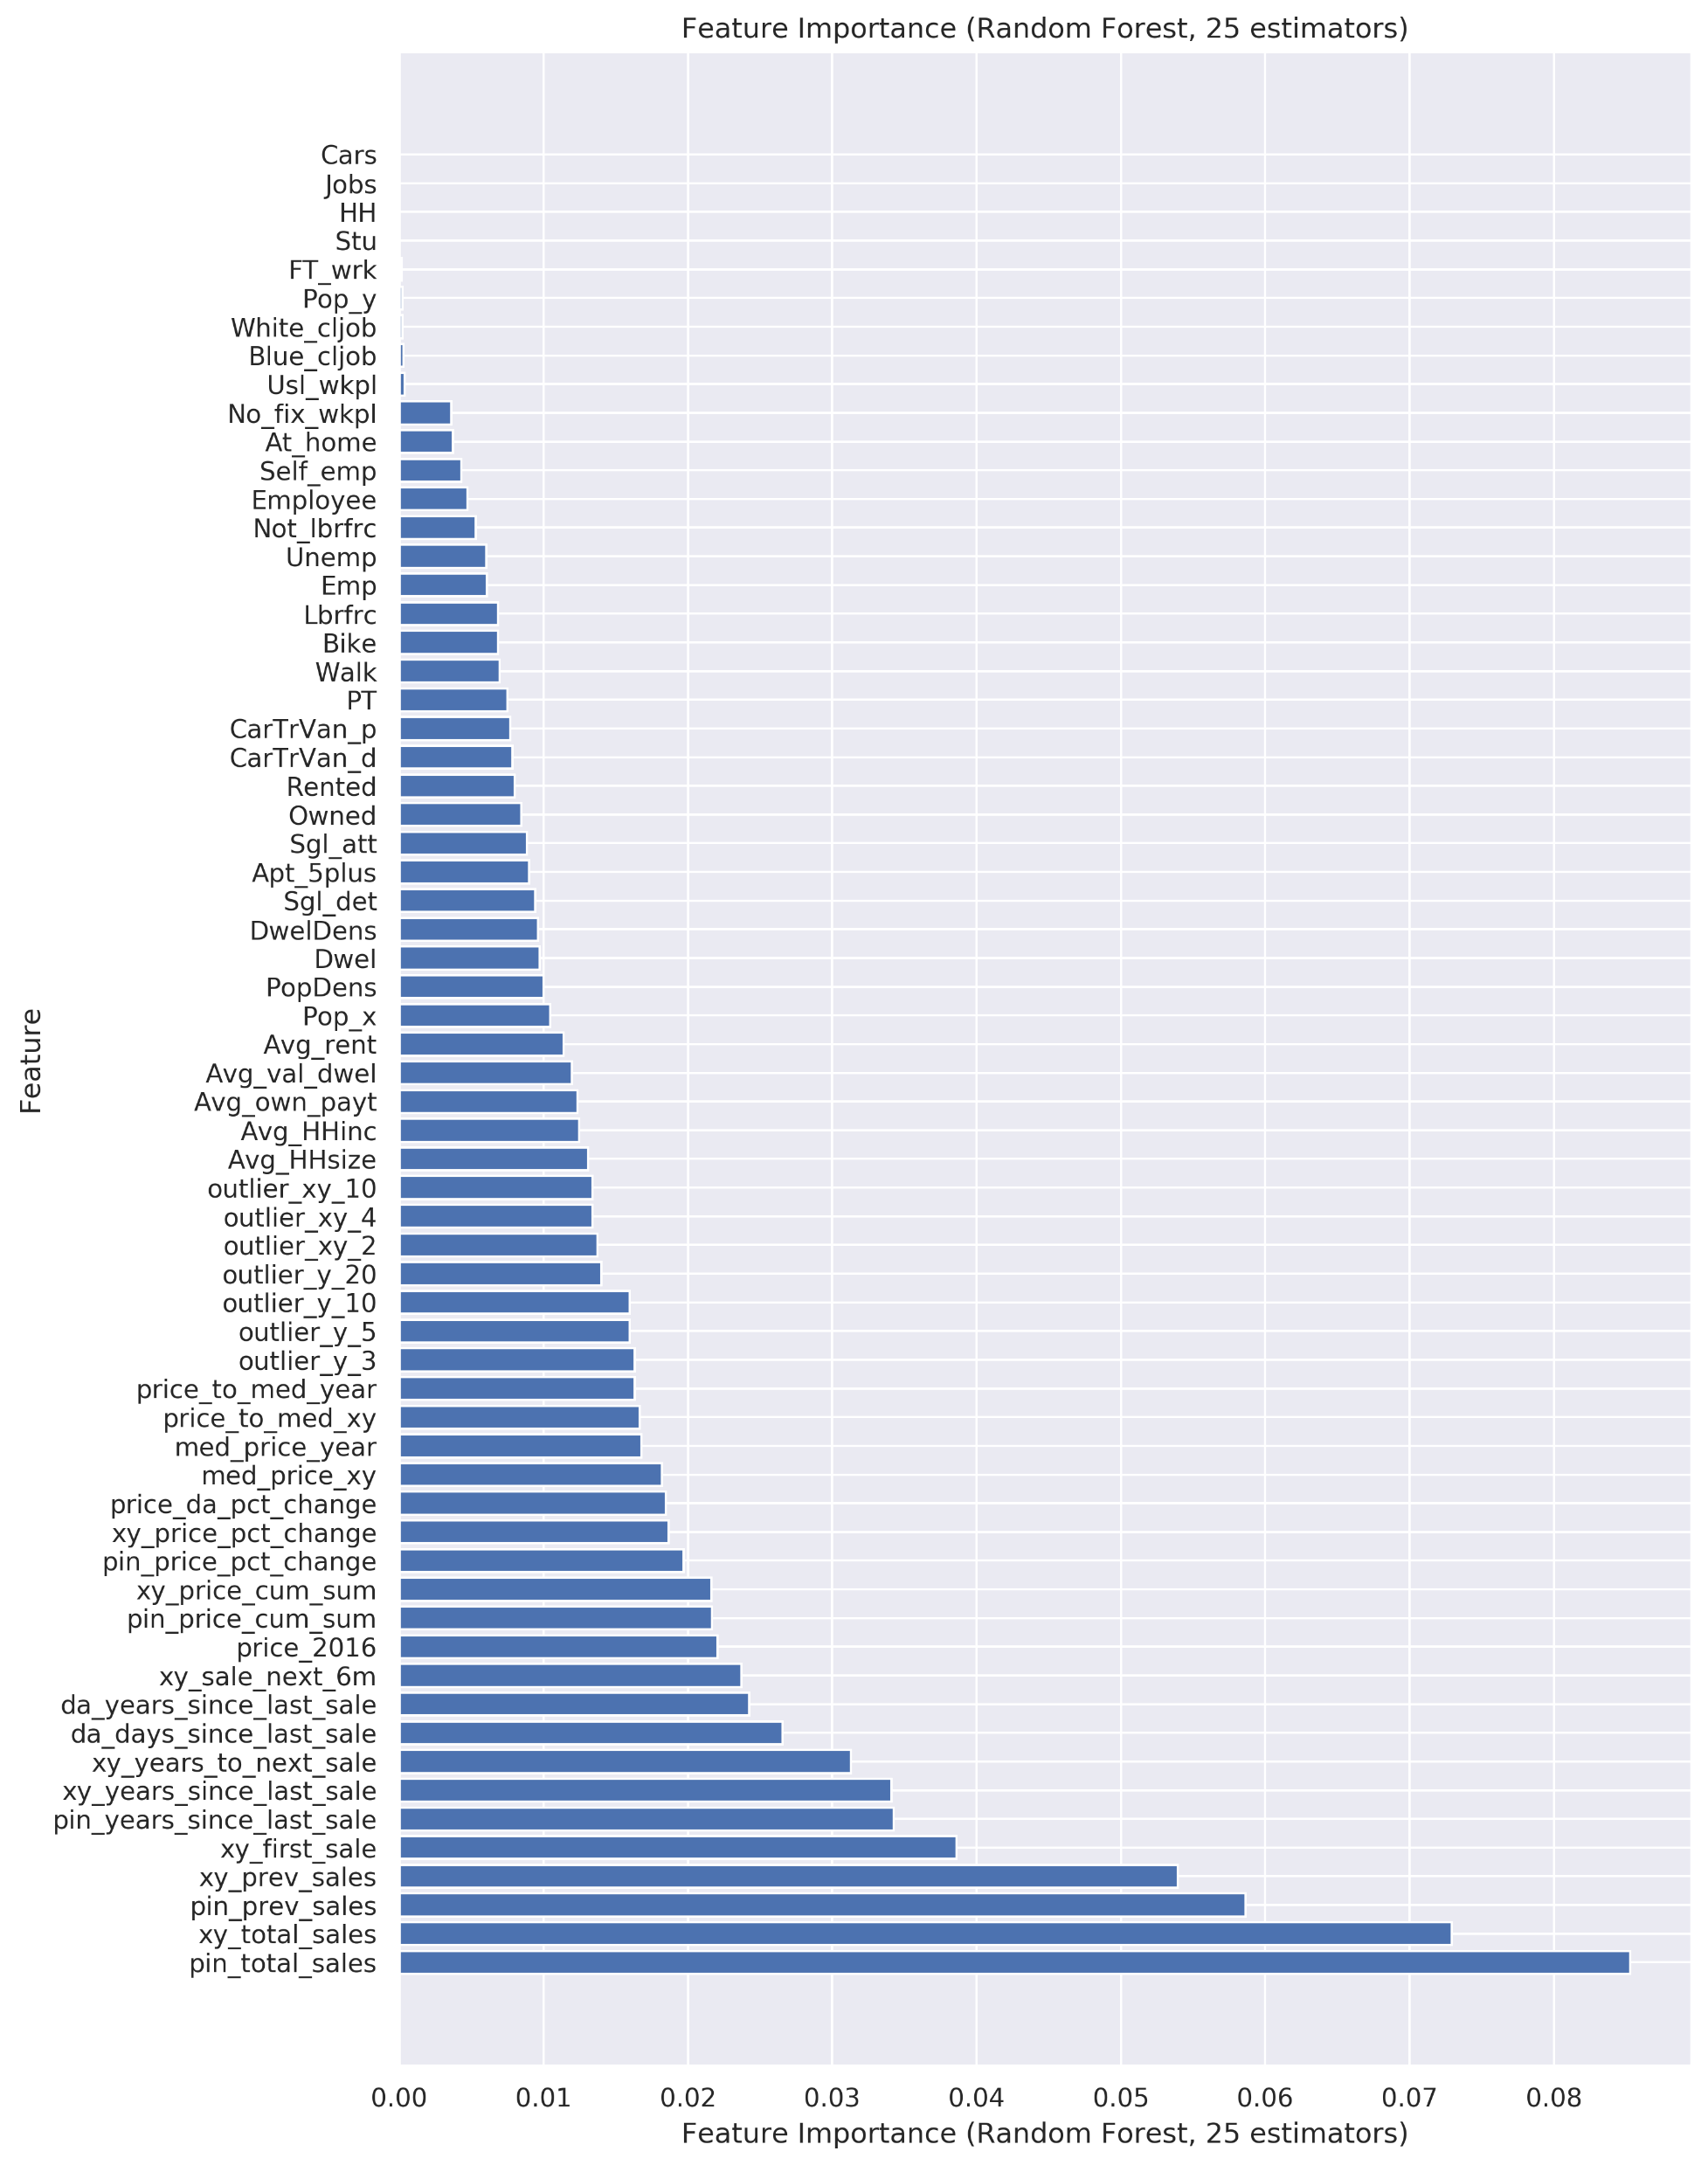 Feature Importance (Random Forest, 25 estimators)
Cars
Jobs
HH
Stu
FT_wrk
Pop_y
White_cljob
Blue_cljob
Usl_wkpl
No_fix_wkpl
At_home
Self_emp
Employee
Not_lbrfrc
Unemp
Emp
Lbrfrc
Bike
Walk
PT
CarTrVan_p
CarTrVan_d
Rented
Owned
Sgl_att
Apt_5plus
Sgl_det
DwelDens
Dwel
PopDens
Pop_x
Avg_rent
Avg_val_dwel
Avg_own_payt
Avg_HHinc
Avg_HHsize
outlier_xy_10
outlier_xy_4
outlier_xy_2
outlier_y_20
outlier_y_10
outlier_y_5
outlier_y_3
price_to_med_year
price_to_med_xy
med_price_year
med_price_xy
price_da_pct_change
xy_price_pct_change
pin_price_pct_change
xy_price_cum_sum
pin_price_cum_sum
price_2016
xy_sale_next_6m
da_years_since_last_sale
da_days_since_last_sale
xy_years_to_next_sale
xy_years_since_last_sale
pin_years_since_last_sale
xy_first_sale
xy_prev_sales
pin_prev_sales
xy_total_sales
pin_total_sales
Feature
0.00 0.01 0.02 0.03 0.04 0.05 0.06 0.07 0.08
Feature Importance (Random Forest, 25 estimators)